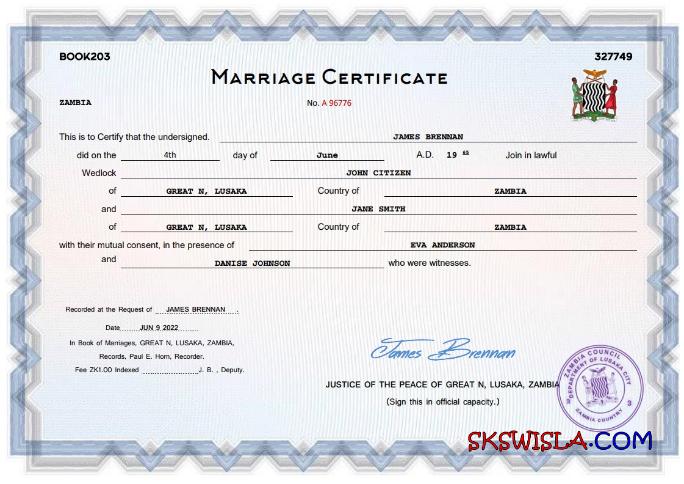 BOOK203 327749
MARRIAGE CERTIFICATE
ZAMBIA No. A 96776
This is to Certify that the undersigned. JAMES BRENNAN
did on the 4th day of June A.D. 19 Join in lawful
Wedlock JOHN CITIZEN
of GREAT N, LUSAKA Country of ZAMBIA
and JANE SMITH
of GREAT N, LUSAKA Country of ZAMBIA
with their mutual consent, in the presence of EVA ANDERSON
and DANISE JOHNSON who were witnesses.
Recorded at the Request of JAMES BRENNAN .
Date JUN 9 2022
In Book of Marriages, GREAT N, LUSAKA, ZAMBIA,
Records, Paul E. Horn, Recorder.
Fee ZK1.00 Indexed J. B. , Deputy.
James Brennan
JUSTICE OF THE PEACE OF GREAT N, LUSAKA, ZAMBIA
(Sign this in official capacity.)
ZAMBIA COUNCIL
DEPARTMENT OF LUSAKA CITY
ZAMBIA COUNTRY
SKSWISLA.COM